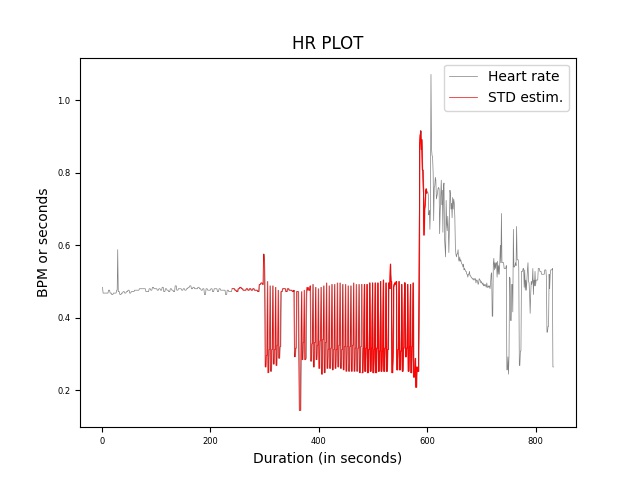 HR PLOT
Heart rate
STD estim.
BPM or seconds
1.0
0.8
0.6
0.4
0.2
0
200
400
600
800
Duration (in seconds)